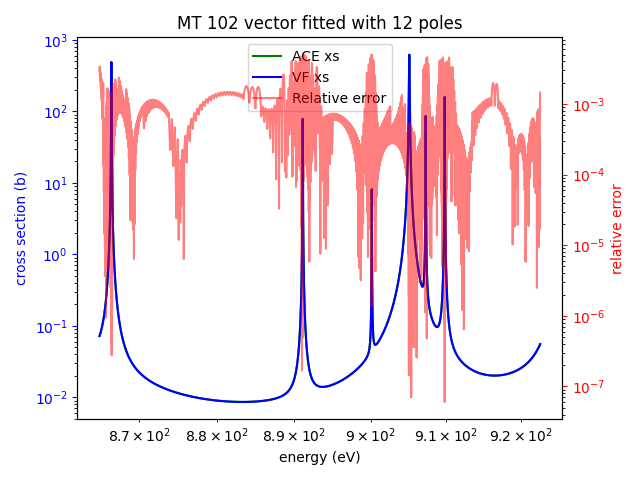 MT 102 vector fitted with 12 poles
ACE xs
VF xs
Relative error
cross section (b)
10³
10²
10¹
10⁰
10⁻¹
10⁻²
relative error
10⁻³
10⁻⁴
10⁻⁵
10⁻⁶
10⁻⁷
8.7 × 10² 8.8 × 10² 8.9 × 10² 9 × 10² 9.1 × 10² 9.2 × 10²
energy (eV)